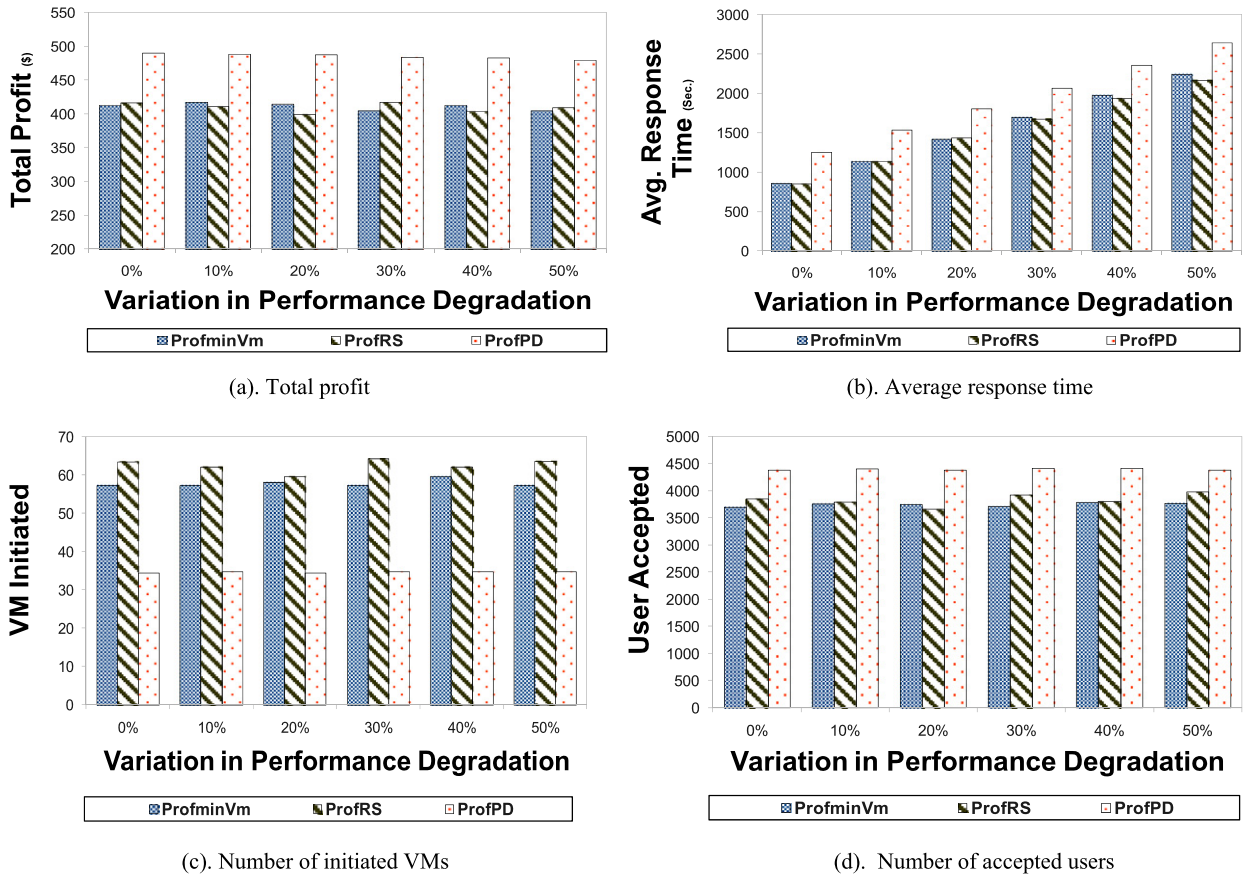 550
500
450
400
350
300
250
200
Total Profit ($)
0% 10% 20% 30% 40% 50%
Variation in Performance Degradation
ProfminVm ProfRS ProfPD
(a). Total profit
3000
2500
2000
1500
1000
500
0
Avg. Response
Time (Sec.)
0% 10% 20% 30% 40% 50%
Variation in Performance Degradation
ProfminVm ProfRS ProfPD
(b). Average response time
70
60
50
40
30
20
10
0
VM Initiated
0% 10% 20% 30% 40% 50%
Variation in Performance Degradation
ProfminVm ProfRS ProfPD
(c). Number of initiated VMs
5000
4500
4000
3500
3000
2500
2000
1500
1000
500
0
User Accepted
0% 10% 20% 30% 40% 50%
Variation in Performance Degradation
ProfminVm ProfRS ProfPD
(d). Number of accepted users